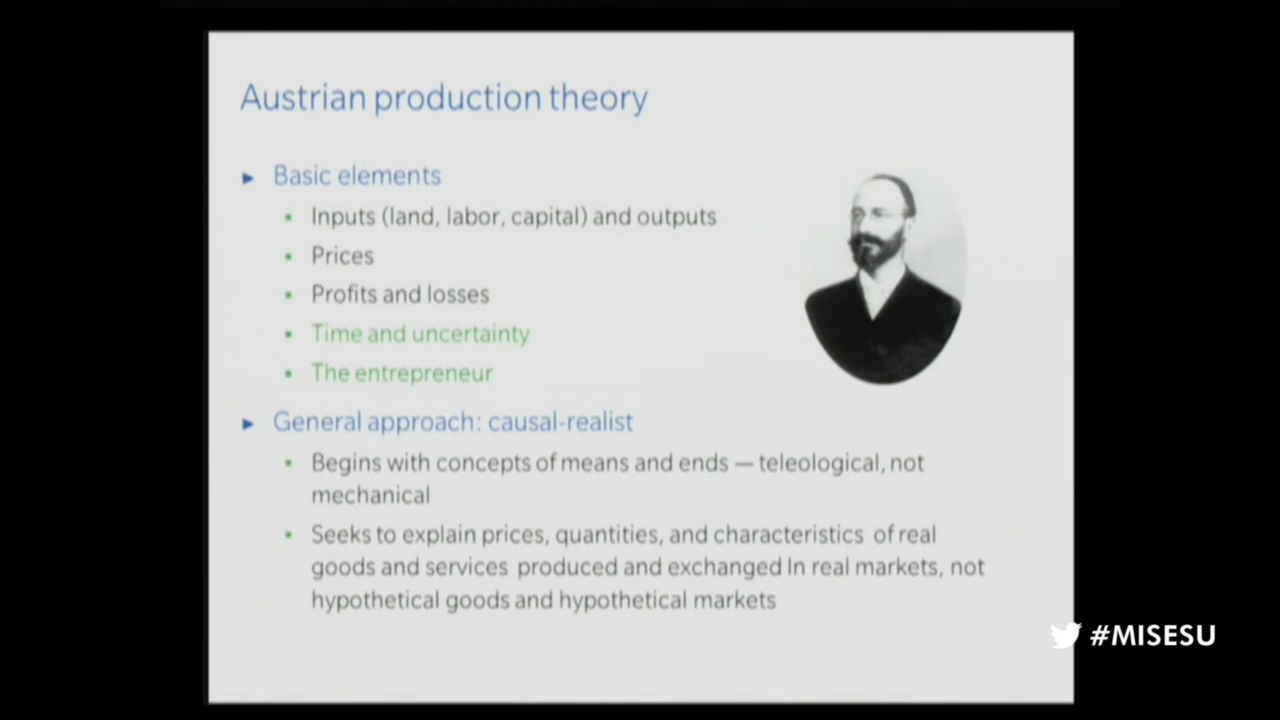 Austrian production theory
► Basic elements
▪ Inputs (land, labor, capital) and outputs
▪ Prices
▪ Profits and losses
▪ Time and uncertainty
▪ The entrepreneur
► General approach: causal-realist
▪ Begins with concepts of means and ends — teleological, not
mechanical
▪ Seeks to explain prices, quantities, and characteristics of real
goods and services produced and exchanged In real markets, not
hypothetical goods and hypothetical markets
#MISESU